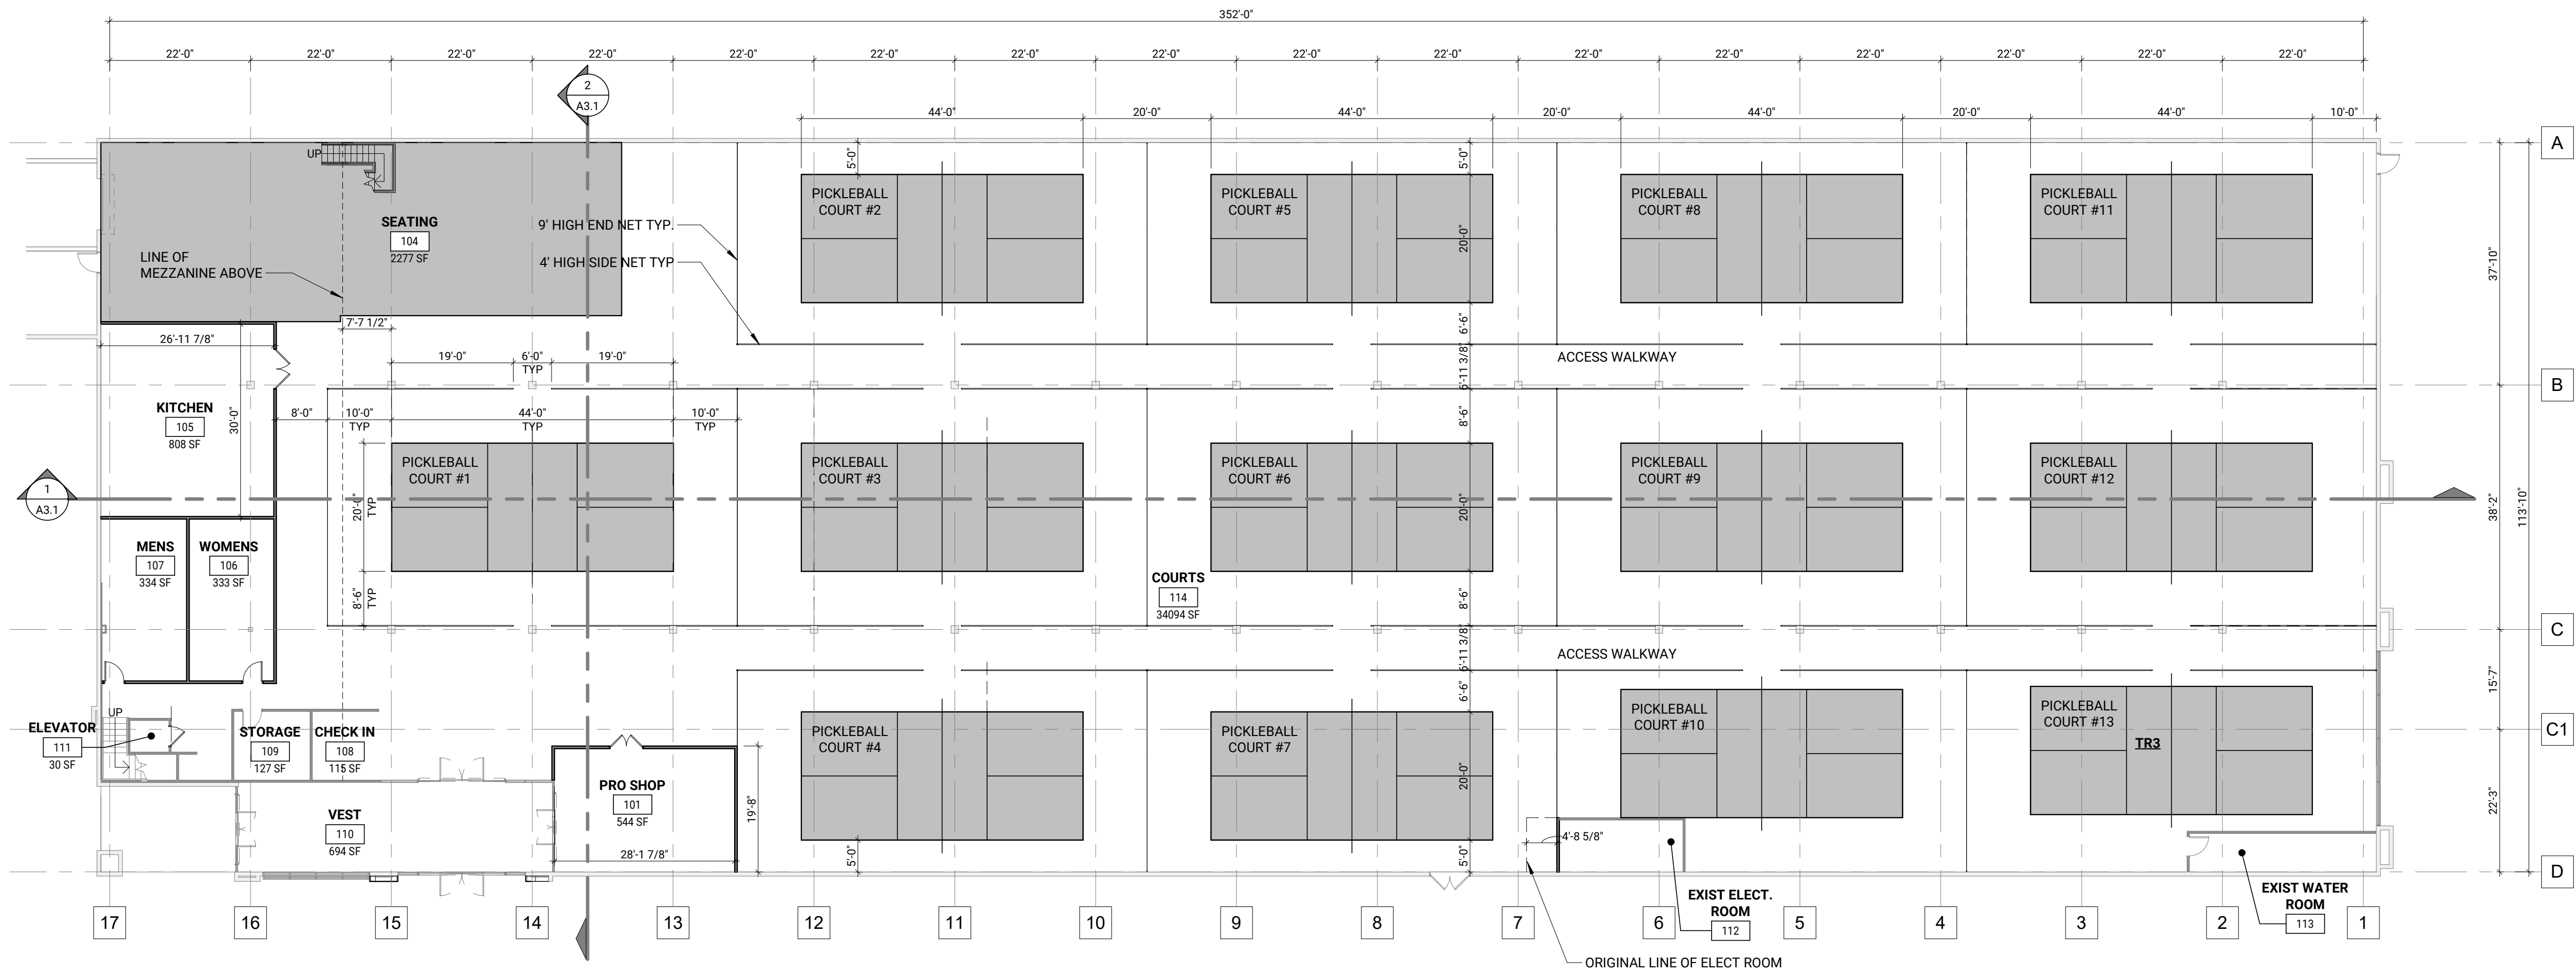 352'-0"
22'-0" 22'-0" 22'-0" 22'-0" 22'-0" 22'-0" 22'-0" 22'-0" 22'-0" 22'-0" 22'-0" 22'-0" 22'-0" 22'-0" 22'-0" 22'-0"
2
A3.1
44'-0" 20'-0" 44'-0" 20'-0" 44'-0" 20'-0" 44'-0" 10'-0"
A
UP
5'-0"
5'-0"
SEATING
104
2277 SF
LINE OF
MEZZANINE ABOVE
9' HIGH END NET TYP.
4' HIGH SIDE NET TYP
PICKLEBALL
COURT #2
PICKLEBALL
COURT #5
PICKLEBALL
COURT #8
PICKLEBALL
COURT #11
20'-0"
37'-10"
7'-7 1/2"
26'-11 7/8"
6'-6"
19'-0" 6'-0" 19'-0"
TYP
6'-11 3/8"
ACCESS WALKWAY
B
KITCHEN
105
808 SF
30'-0"
8'-0" 10'-0" 44'-0" 10'-0"
TYP TYP TYP
8'-6"
PICKLEBALL
COURT #1
PICKLEBALL
COURT #3
PICKLEBALL
COURT #6
PICKLEBALL
COURT #9
PICKLEBALL
COURT #12
1
A3.1
20'-0"
TYP
20'-0"
38'-2"
113'-10"
MENS
107
334 SF
WOMENS
106
333 SF
8'-6"
TYP
COURTS
114
34094 SF
8'-6"
C
6'-11 3/8"
ACCESS WALKWAY
15'-7"
6'-6"
UP
ELEVATOR
111
30 SF
STORAGE
109
127 SF
CHECK IN
108
115 SF
PICKLEBALL
COURT #4
PICKLEBALL
COURT #7
PICKLEBALL
COURT #10
PICKLEBALL
COURT #13
TR3
C1
PRO SHOP
101
544 SF
19'-8"
20'-0"
22'-3"
VEST
110
694 SF
28'-1 7/8"
5'-0"
5'-0"
4'-8 5/8"
D
17 16 15 14 13 12 11 10 9 8 7 6 5 4 3 2 1
EXIST ELECT.
ROOM
112
EXIST WATER
ROOM
113
ORIGINAL LINE OF ELECT ROOM